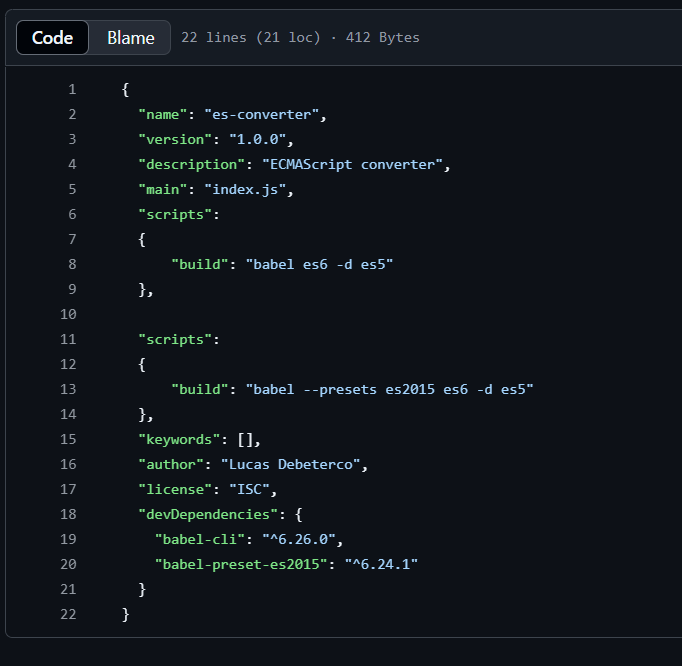 Code Blame 22 lines (21 loc) · 412 Bytes
1 {
2 "name": "es-converter",
3 "version": "1.0.0",
4 "description": "ECMAScript converter",
5 "main": "index.js",
6 "scripts":
7 {
8 "build": "babel es6 -d es5"
9 },
10
11 "scripts":
12 {
13 "build": "babel --presets es2015 es6 -d es5"
14 },
15 "keywords": [],
16 "author": "Lucas Debeterco",
17 "license": "ISC",
18 "devDependencies": {
19 "babel-cli": "^6.26.0",
20 "babel-preset-es2015": "^6.24.1"
21 }
22 }